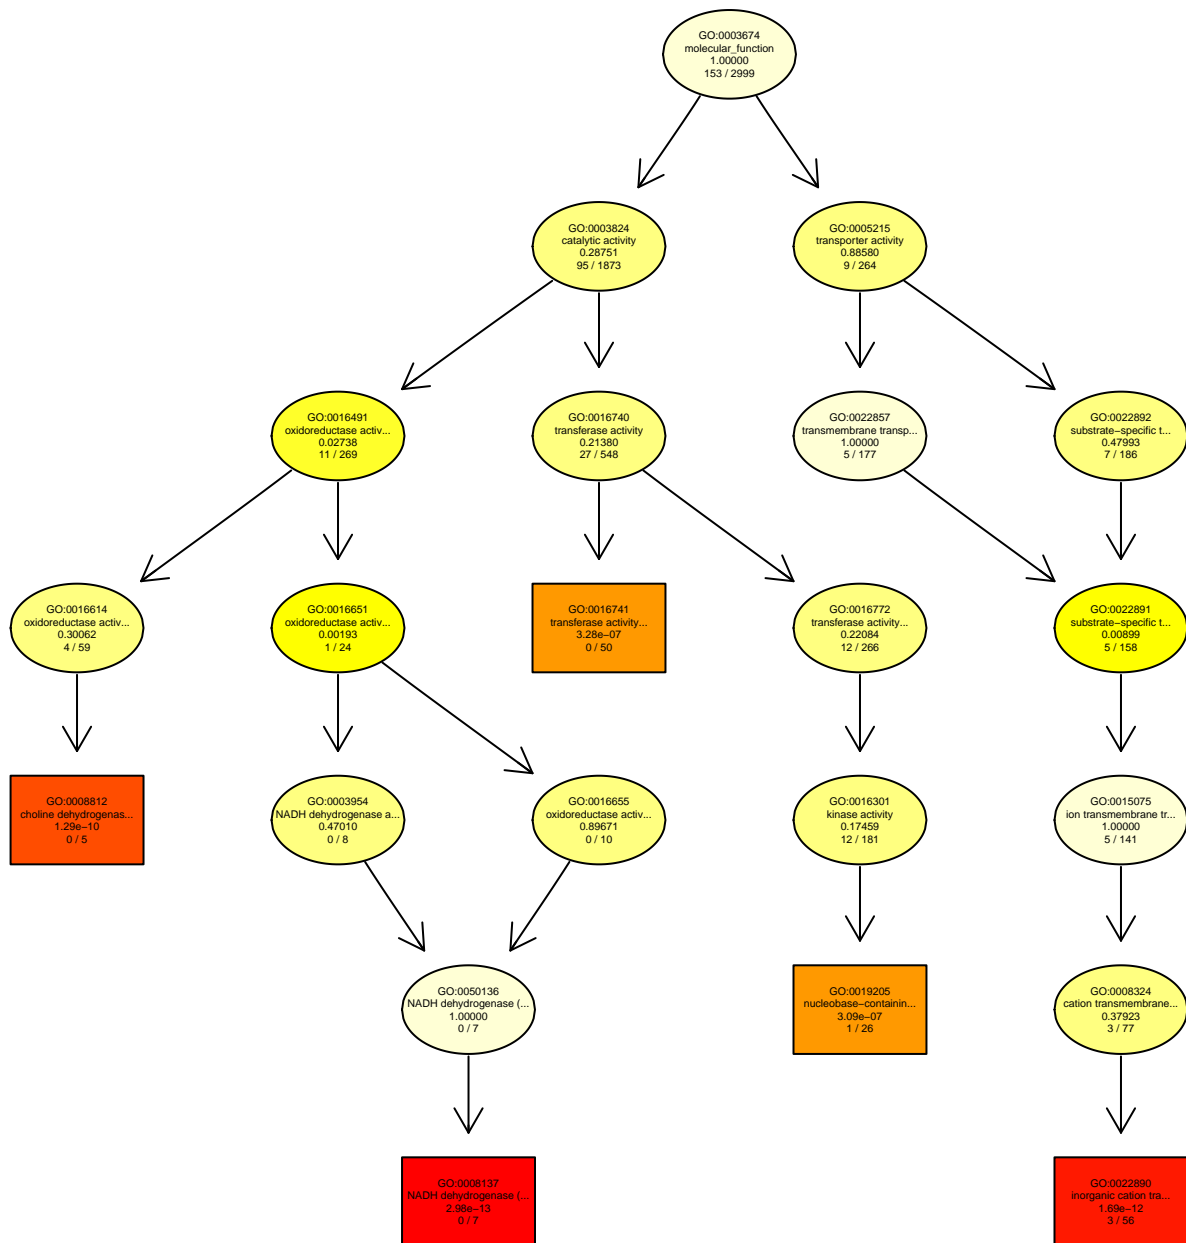 GO:0003674
molecular_function
1.00000
153 / 2999
GO:0003824
catalytic activity
0.28751
95 / 1873
GO:0005215
transporter activity
0.88580
9 / 264
GO:0016491
oxidoreductase activ...
0.02738
11 / 269
GO:0016740
transferase activity
0.21380
27 / 548
GO:0022857
transmembrane transp...
1.00000
5 / 177
GO:0022892
substrate−specific t...
0.47993
7 / 186
GO:0016614
oxidoreductase activ...
0.30062
4 / 59
GO:0016651
oxidoreductase activ...
0.00193
1 / 24
GO:0016741
transferase activity...
3.28e−07
0 / 50
GO:0016772
transferase activity...
0.22084
12 / 266
GO:0022891
substrate−specific t...
0.00899
5 / 158
GO:0008812
choline dehydrogenas...
1.29e−10
0 / 5
GO:0003954
NADH dehydrogenase a...
0.47010
0 / 8
GO:0016655
oxidoreductase activ...
0.89671
0 / 10
GO:0016301
kinase activity
0.17459
12 / 181
GO:0015075
ion transmembrane tr...
1.00000
5 / 141
GO:0050136
NADH dehydrogenase (...
1.00000
0 / 7
GO:0019205
nucleobase−containin...
3.09e−07
1 / 26
GO:0008324
cation transmembrane...
0.37923
3 / 77
GO:0008137
NADH dehydrogenase (...
2.98e−13
0 / 7
GO:0022890
inorganic cation tra...
1.69e−12
3 / 56